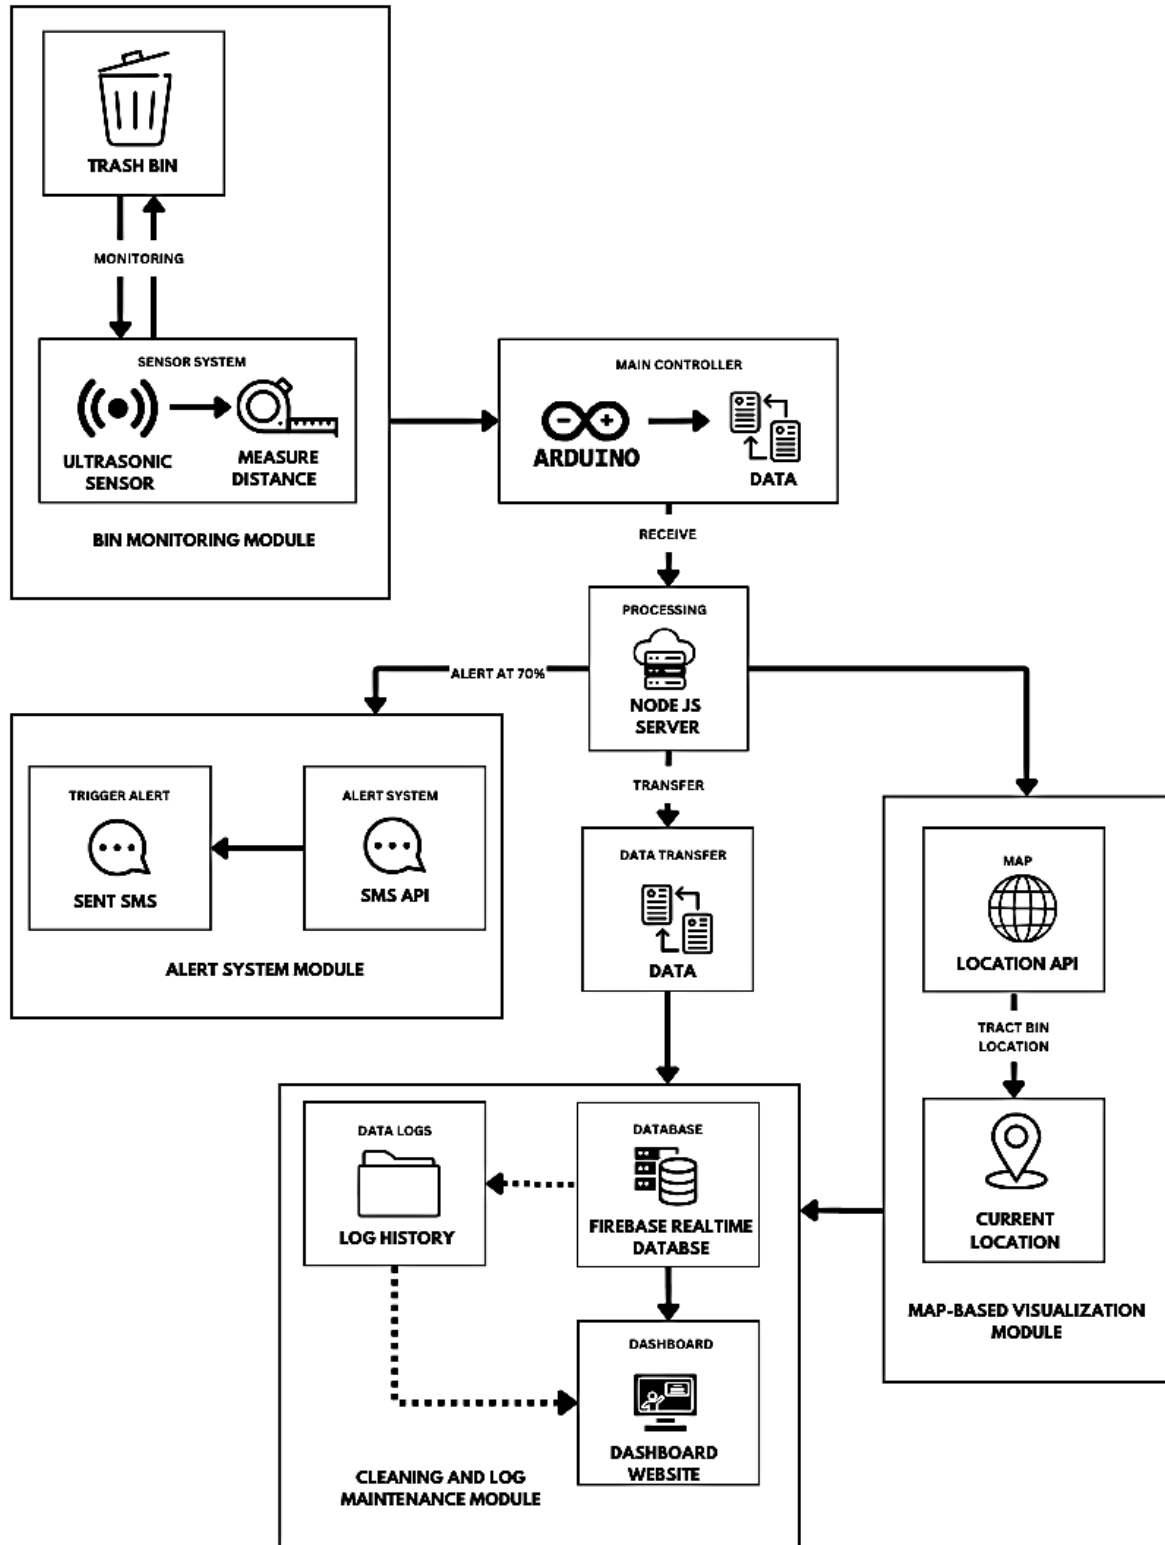 TRASH BIN
MONITORING
SENSOR SYSTEM
ULTRASONIC
SENSOR
MEASURE
DISTANCE
BIN MONITORING MODULE
MAIN CONTROLLER
ARDUINO
DATA
RECEIVE
PROCESSING
NODE JS
SERVER
ALERT AT 70%
TRIGGER ALERT
SENT SMS
ALERT SYSTEM
SMS API
ALERT SYSTEM MODULE
TRANSFER
DATA TRANSFER
DATA
MAP
LOCATION API
TRACT BIN
LOCATION
CURRENT
LOCATION
MAP-BASED VISUALIZATION
MODULE
DATA LOGS
LOG HISTORY
DATABASE
FIREBASE REALTIME
DATABSE
DASHBOARD
DASHBOARD
WEBSITE
CLEANING AND LOG
MAINTENANCE MODULE